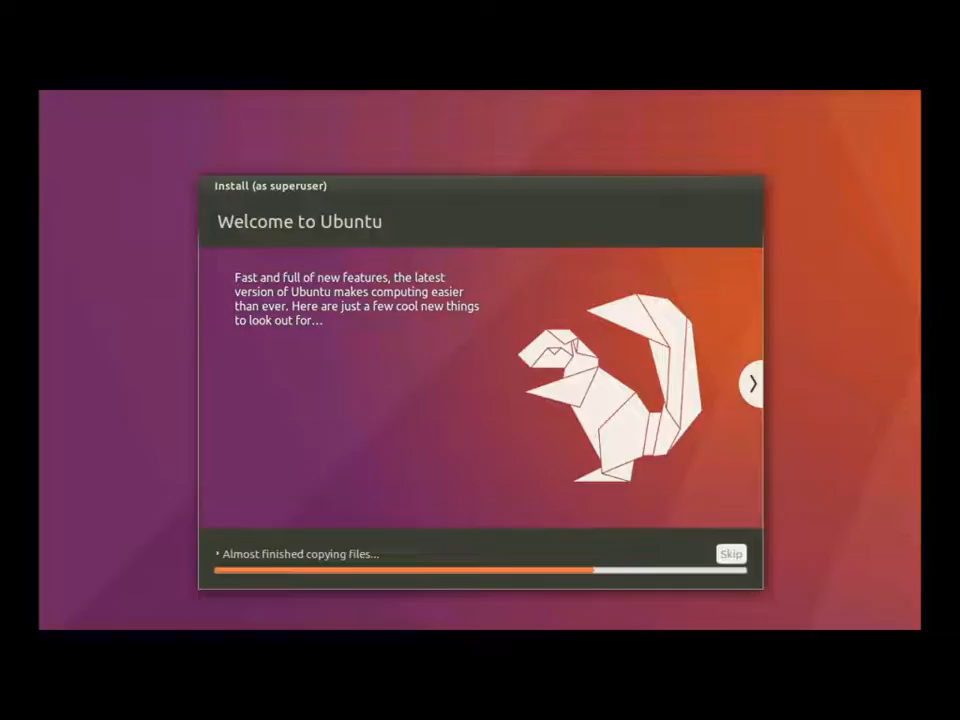 Install (as superuser)
Welcome to Ubuntu
Fast and full of new features, the latest
version of Ubuntu makes computing easier
than ever. Here are just a few cool new things
to look out for...
Almost finished copying files...
Skip